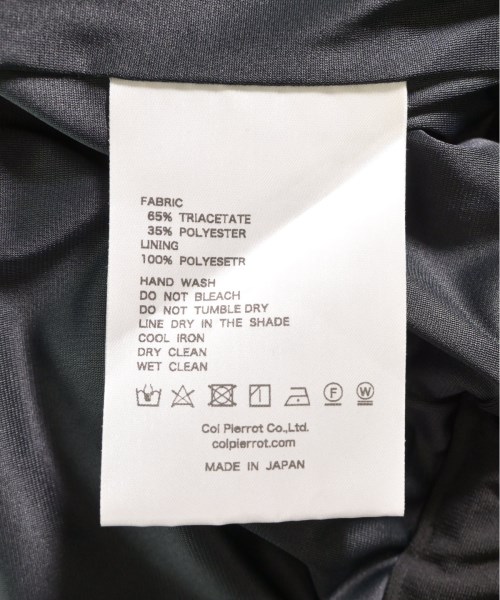 FABRIC
65% TRIACETATE
35% POLYESTER
LINING
100% POLYESETR
HAND WASH
DO NOT BLEACH
DO NOT TUMBLE DRY
LINE DRY IN THE SHADE
COOL IRON
DRY CLEAN
WET CLEAN
F W
Col Pierrot Co.,Ltd.
colpierrot.com
MADE IN JAPAN